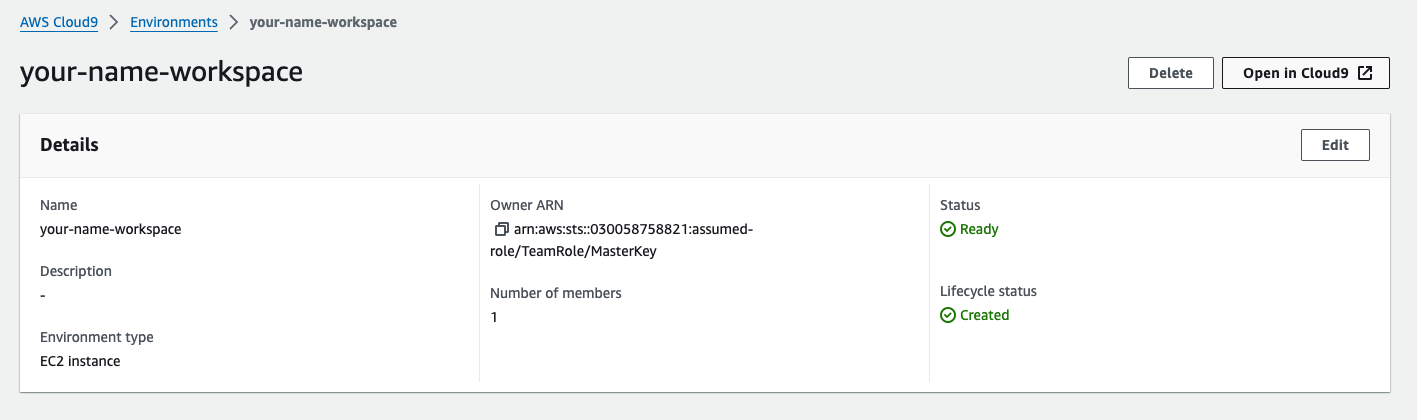 AWS Cloud9 > Environments > your-name-workspace
your-name-workspace
Delete
Open in Cloud9
Details
Edit
Name
your-name-workspace
Description
-
Environment type
EC2 instance
Owner ARN
arn:aws:sts::030058758821:assumed-
role/TeamRole/MasterKey
Number of members
1
Status
Ready
Lifecycle status
Created